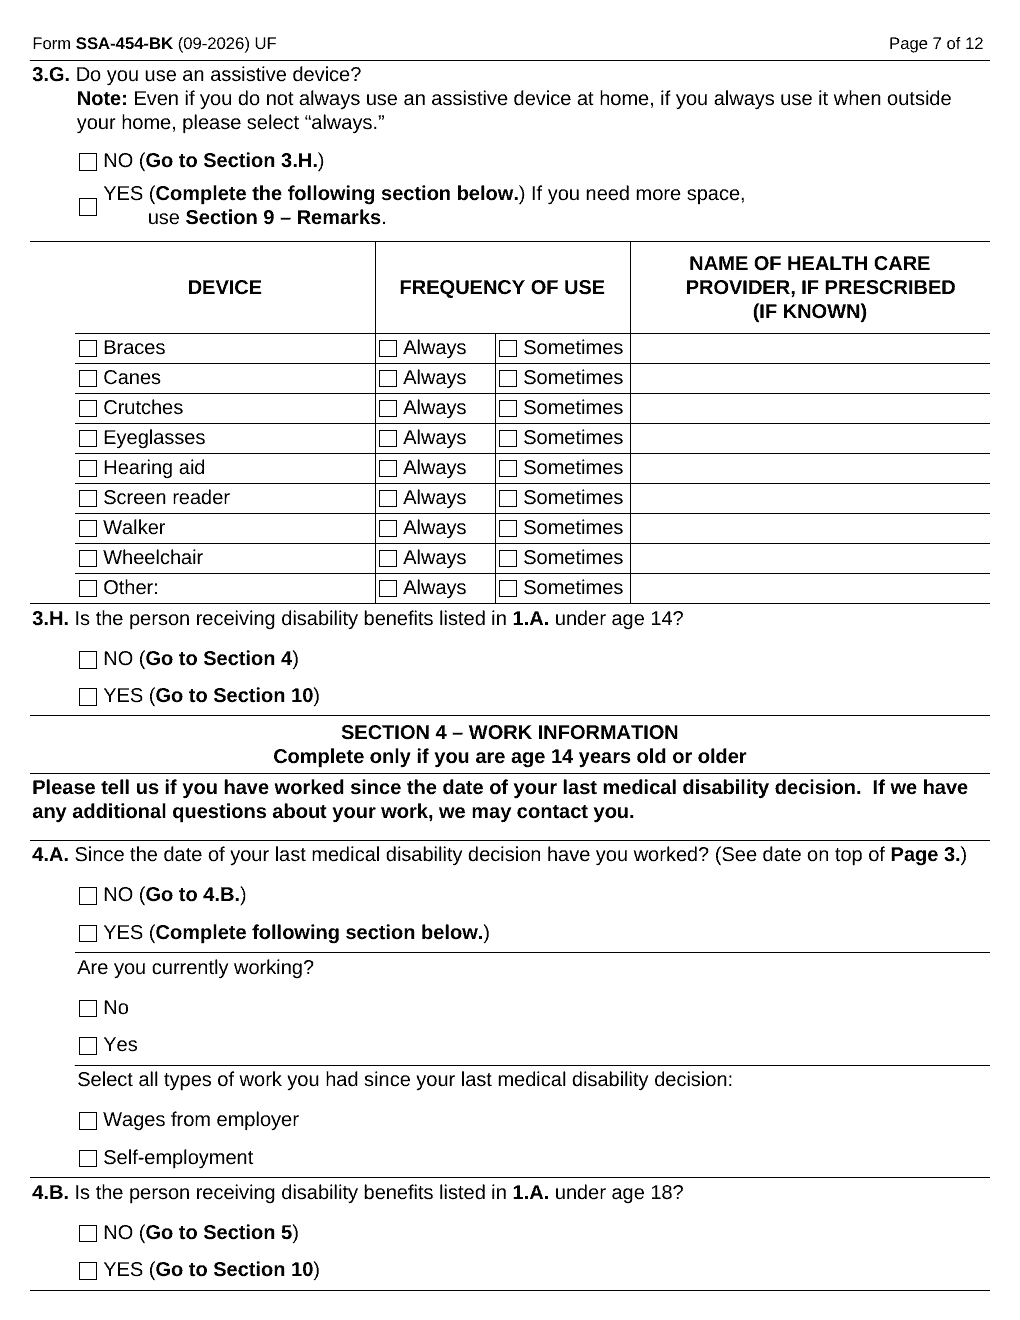 Form SSA-454-BK (09-2026) UF Page 7 of 12
3.G. Do you use an assistive device?
Note: Even if you do not always use an assistive device at home, if you always use it when outside
your home, please select “always.”
NO (Go to Section 3.H.)
YES (Complete the following section below.) If you need more space,
use Section 9 – Remarks.
DEVICE FREQUENCY OF USE NAME OF HEALTH CARE
PROVIDER, IF PRESCRIBED
(IF KNOWN)
Braces Always Sometimes
Canes Always Sometimes
Crutches Always Sometimes
Eyeglasses Always Sometimes
Hearing aid Always Sometimes
Screen reader Always Sometimes
Walker Always Sometimes
Wheelchair Always Sometimes
Other: Always Sometimes
3.H. Is the person receiving disability benefits listed in 1.A. under age 14?
NO (Go to Section 4)
YES (Go to Section 10)
SECTION 4 – WORK INFORMATION
Complete only if you are age 14 years old or older
Please tell us if you have worked since the date of your last medical disability decision.  If we have
any additional questions about your work, we may contact you.
4.A. Since the date of your last medical disability decision have you worked? (See date on top of Page 3.)
NO (Go to 4.B.)
YES (Complete following section below.)
Are you currently working?
No
Yes
Select all types of work you had since your last medical disability decision:
Wages from employer
Self-employment
4.B. Is the person receiving disability benefits listed in 1.A. under age 18?
NO (Go to Section 5)
YES (Go to Section 10)